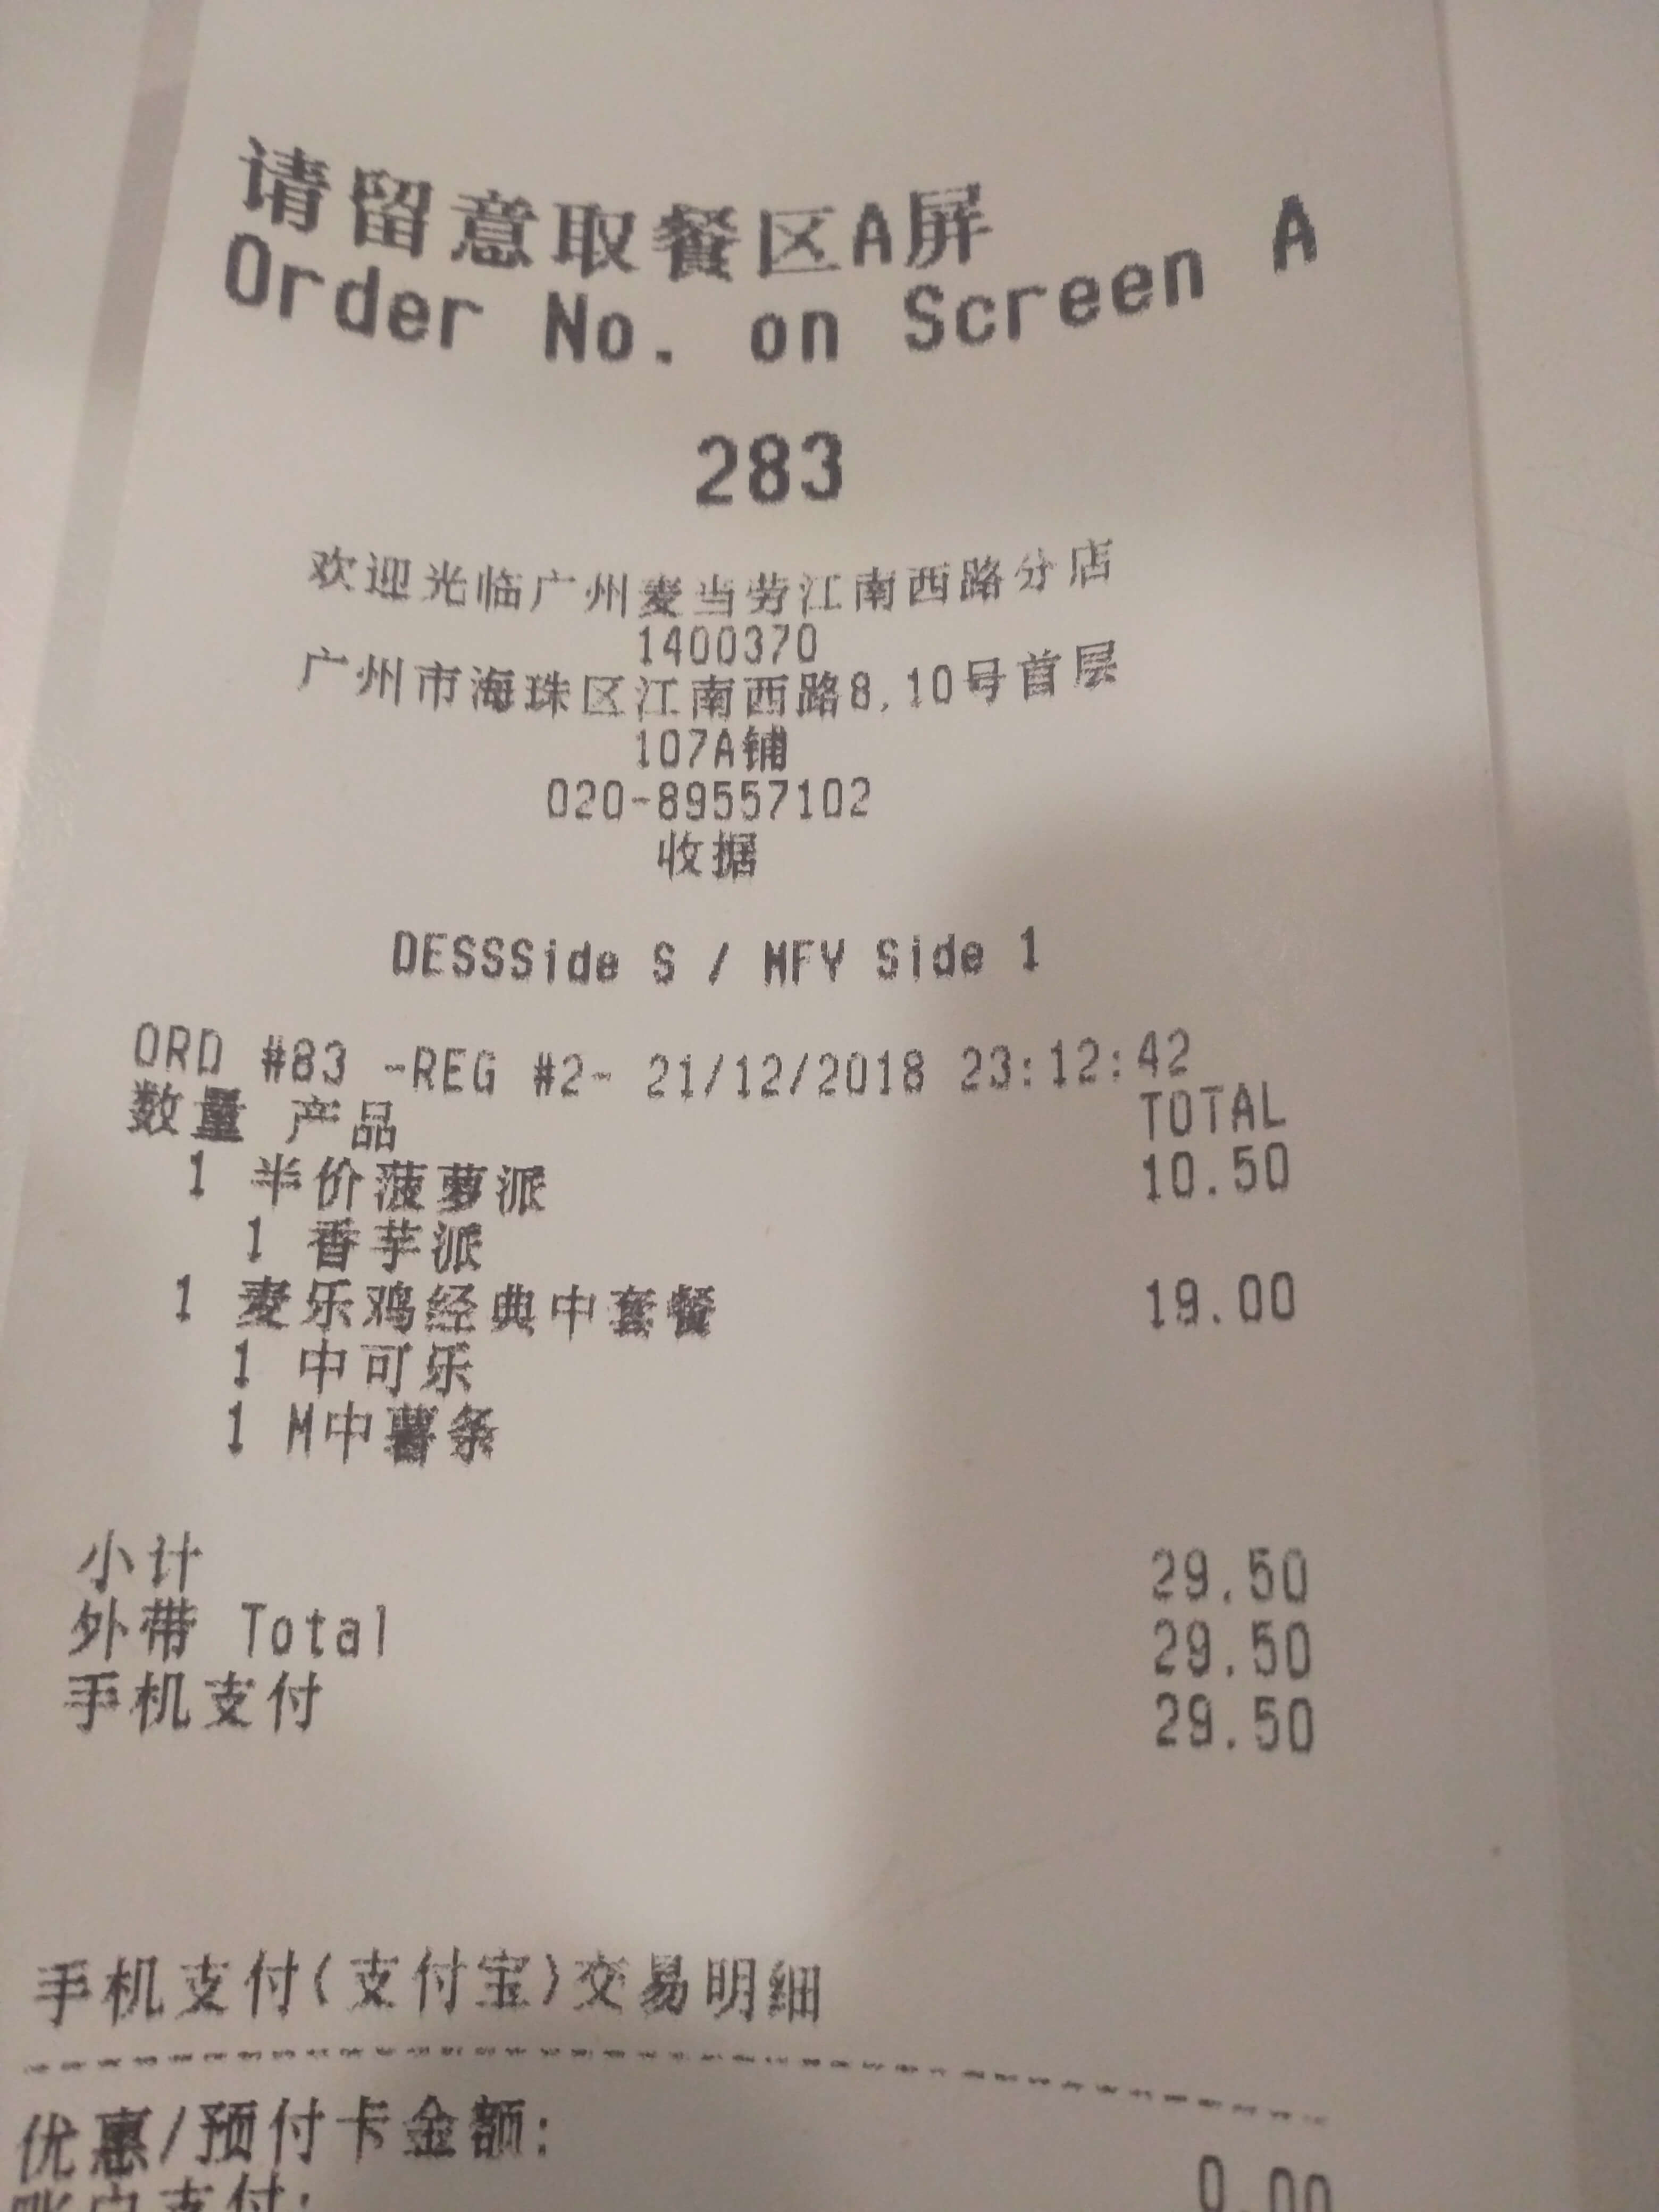 请留意取餐区A屏
Order No. on Screen A
283
欢迎光临广州麦当劳江南西路分店
1400370
广州市海珠区江南西路8,10号首层
107A铺
020-89557102
收据
DESSSide S / MFY Side 1
ORD #83 -REG #2- 21/12/2018 23:12:42
数量 产品 TOTAL
1 半价菠萝派 10.50
1 香芋派
1 麦乐鸡经典中套餐 19.00
1 中可乐
1 M中薯条
小计 29.50
外带 Total 29.50
手机支付 29.50
手机支付(支付宝)交易明细
优惠/预付卡金额: 0.00
账户支付: